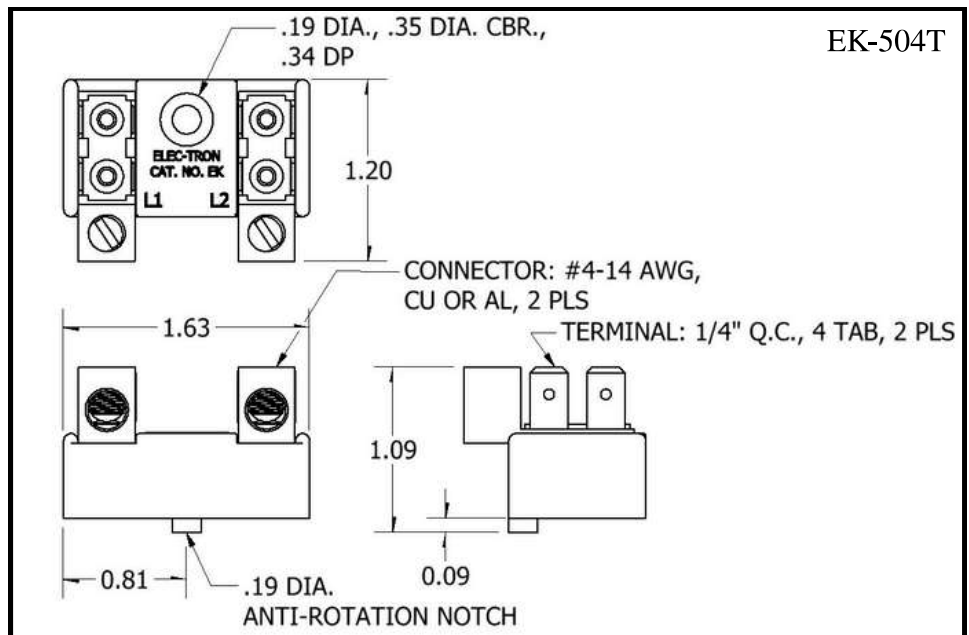 EK-504T
.19 DIA., .35 DIA. CBR.,
.34 DP
ELEC-TRON
CAT. NO. EK
L1 L2
1.20
CONNECTOR: #4-14 AWG,
CU OR AL, 2 PLS
1.63
TERMINAL: 1/4" Q.C., 4 TAB, 2 PLS
1.09
0.81
0.09
.19 DIA.
ANTI-ROTATION NOTCH